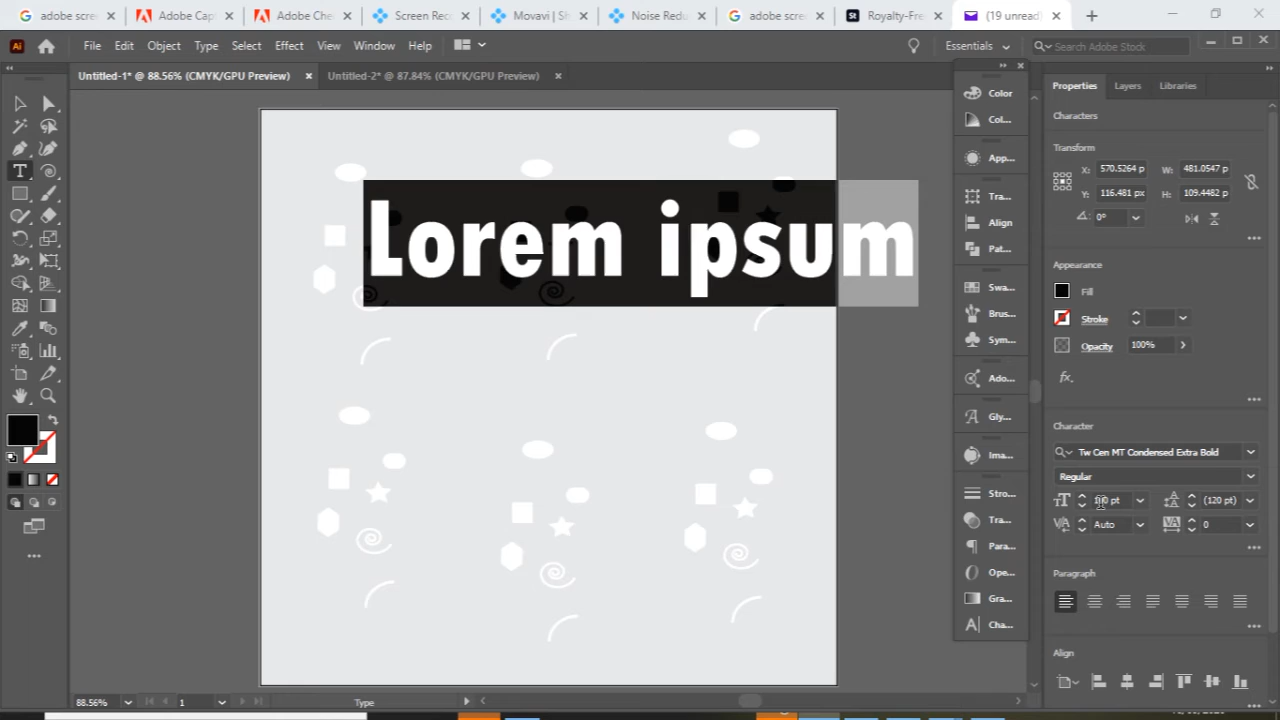 adobe scree
Adobe Cap
Adobe Che
Screen Rec
Movavi | Sh
Noise Redu
adobe scre
Royalty-Fre
(19 unread)
Ai
File Edit Object Type Select Effect View Window Help
Essentials
Search Adobe Stock
Untitled-1* @ 88.56% (CMYK/GPU Preview)
Untitled-2* @ 87.84% (CMYK/GPU Preview)
Lorem ipsum
Color
Col...
App...
Tra...
Align
Pat...
Swa...
Brus...
Sym...
Ado...
Gly...
Ima...
Stro...
Tra...
Para...
Ope...
Gra...
Cha...
Properties Layers Libraries
Characters
Transform
X: 570.5264 p W: 481.0547 p
Y: 116.481 px H: 109.4482 p
0°
Appearance
Fill
Stroke
Opacity 100%
fx.
Character
Tw Cen MT Condensed Extra Bold
Regular
pt (120 pt)
Auto 0
Paragraph
Align
88.56% 1 Type